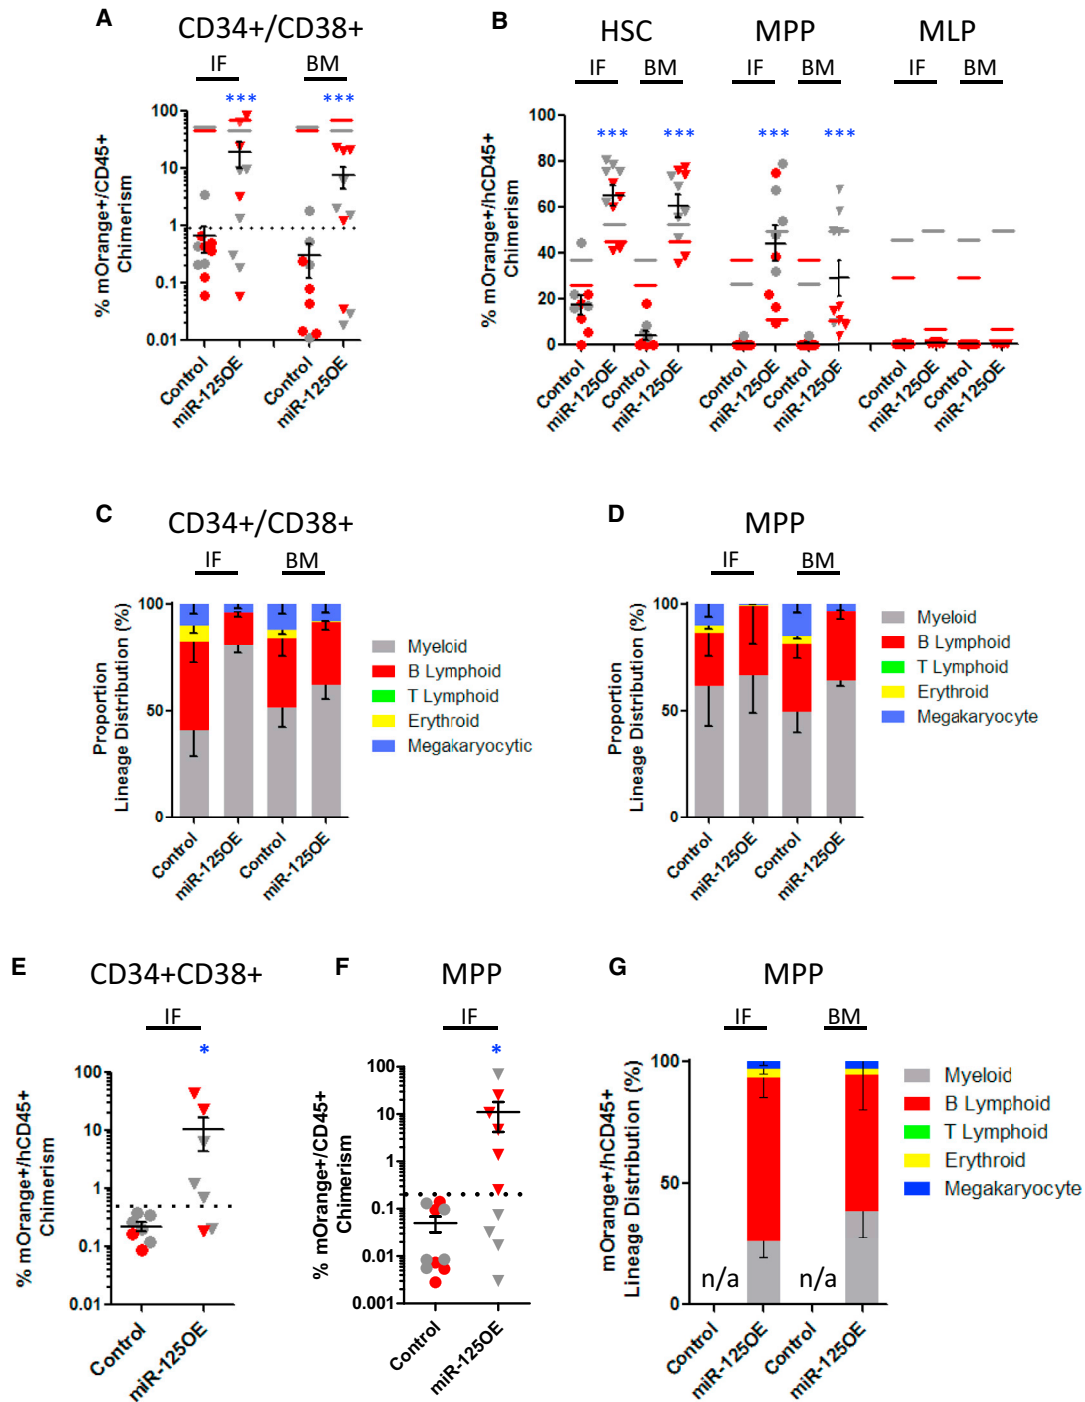 A
CD34+/CD38+
IF BM
*** ***
% mOrange+/CD45+
Chimerism
100
10
1
0.1
0.01
Control
miR-125OE
Control
miR-125OE
B
HSC MPP MLP
IF BM IF BM IF BM
*** *** *** ***
% mOrange+/hCD45+
Chimerism
100
80
60
40
20
0
Control
miR-125OE
Control
miR-125OE
Control
miR-125OE
Control
miR-125OE
Control
miR-125OE
Control
miR-125OE
C
CD34+/CD38+
IF BM
Proportion
Lineage Distribution (%)
100
50
0
Control
miR-125OE
Control
miR-125OE
Myeloid
B Lymphoid
T Lymphoid
Erythroid
Megakaryocytic
D
MPP
IF BM
Proportion
Lineage Distribution (%)
100
50
0
Control
miR-125OE
Control
miR-125OE
Myeloid
B Lymphoid
T Lymphoid
Erythroid
Megakaryocyte
E
CD34+CD38+
IF
*
% mOrange+/hCD45+
Chimerism
100
10
1
0.1
0.01
Control
miR-125OE
F
MPP
IF
*
% mOrange+/CD45+
Chimerism
100
10
1
0.1
0.01
0.001
Control
miR-125OE
G
MPP
IF BM
mOrange+/hCD45+
Lineage Distribution (%)
100
50
0
n/a n/a
Control
miR-125OE
Control
miR-125OE
Myeloid
B Lymphoid
T Lymphoid
Erythroid
Megakaryocyte